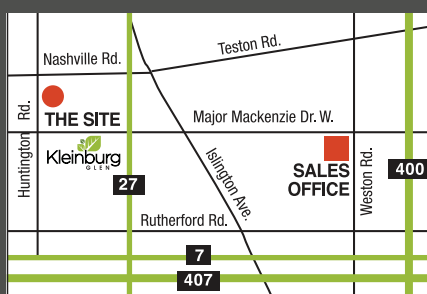 Teston Rd.
Nashville Rd.
Huntington Rd.
THE SITE
Major Mackenzie Dr. W.
Kleinburg
GLEN
Islington Ave.
SALES
OFFICE
Weston Rd.
400
27
Rutherford Rd.
7
407